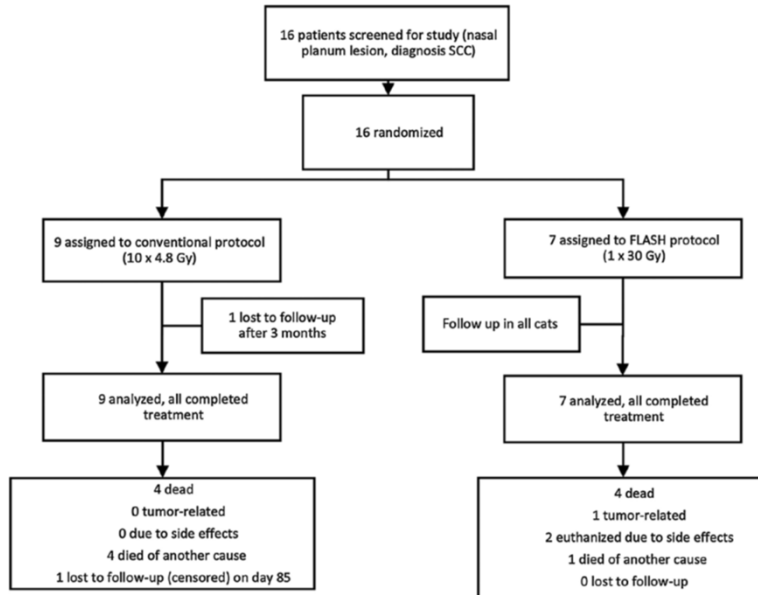 16 patients screened for study (nasal
planum lesion, diagnosis SCC)
16 randomized
9 assigned to conventional protocol
(10 x 4.8 Gy)
7 assigned to FLASH protocol
(1 x 30 Gy)
1 lost to follow-up
after 3 months
Follow up in all cats
9 analyzed, all completed
treatment
7 analyzed, all completed
treatment
4 dead
0 tumor-related
0 due to side effects
4 died of another cause
1 lost to follow-up (censored) on day 85
4 dead
1 tumor-related
2 euthanized due to side effects
1 died of another cause
0 lost to follow-up